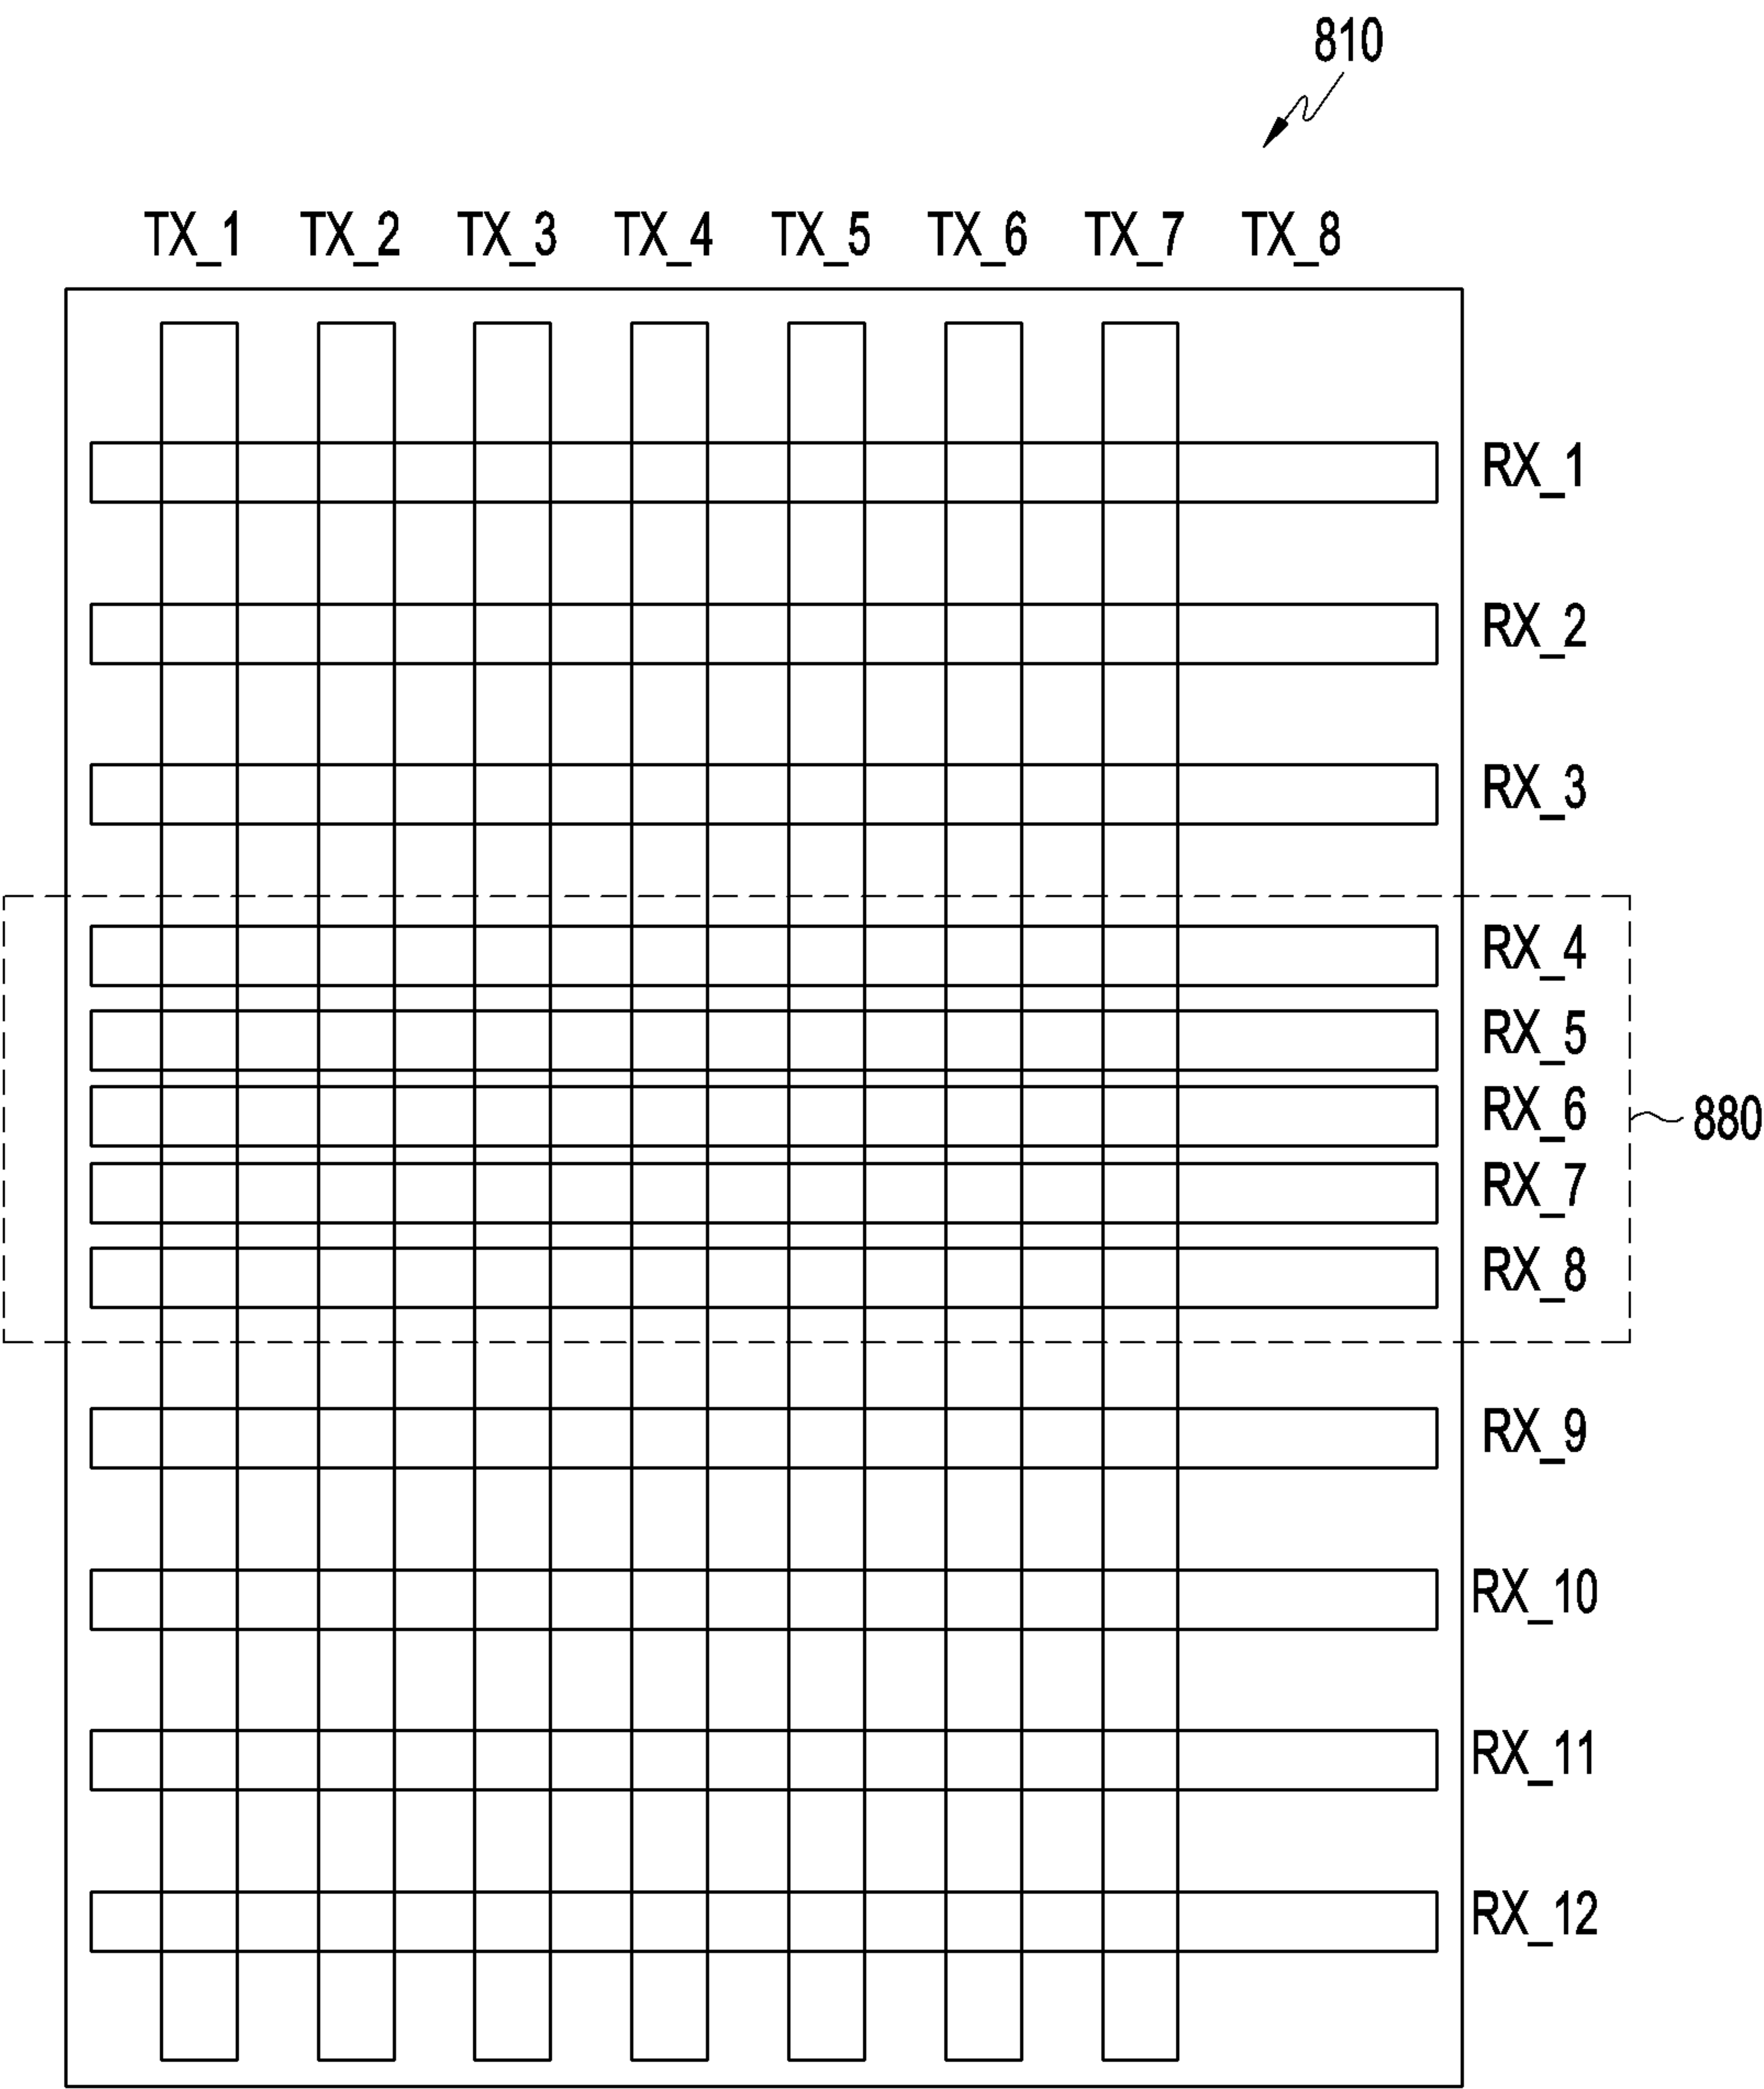 810
TX_1 TX_2 TX_3 TX_4 TX_5 TX_6 TX_7 TX_8
RX_1
RX_2
RX_3
RX_4
RX_5
RX_6
880
RX_7
RX_8
RX_9
RX_10
RX_11
RX_12